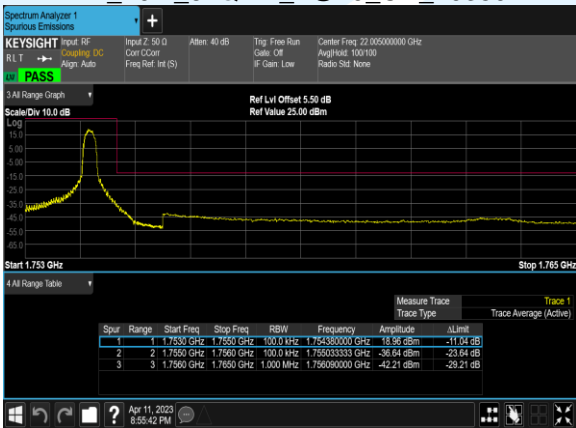 Spectrum Analyzer 1
Spurious Emissions
KEYSIGHT Input: RF Input Z: 50 Ω Atten: 40 dB Trig: Free Run Center Freq: 22.005000000 GHz
RLT Coupling: DC Corr CCorr Gate: Off Avg|Hold: 100/100
Align: Auto Freq Ref: Int (S) IF Gain: Low Radio Std: None
PASS
3 All Range Graph
Ref Lvl Offset 5.50 dB
Scale/Div 10.0 dB Ref Value 25.00 dBm
Log
15.0
5.00
-5.00
-15.0
-25.0
-35.0
-45.0
-55.0
-65.0
Start 1.753 GHz Stop 1.765 GHz
4 All Range Table
Measure Trace Trace 1
Trace Type Trace Average (Active)
Spur Range Start Freq Stop Freq RBW Frequency Amplitude ΔLimit
1 1 1.7530 GHz 1.7550 GHz 100.0 kHz 1.754380000 GHz 18.96 dBm -11.04 dB
2 2 1.7550 GHz 1.7560 GHz 100.0 kHz 1.755033333 GHz -36.64 dBm -23.64 dB
3 3 1.7560 GHz 1.7650 GHz 1.000 MHz 1.756090000 GHz -42.21 dBm -29.21 dB
? Apr 11, 2023
8:55:42 PM